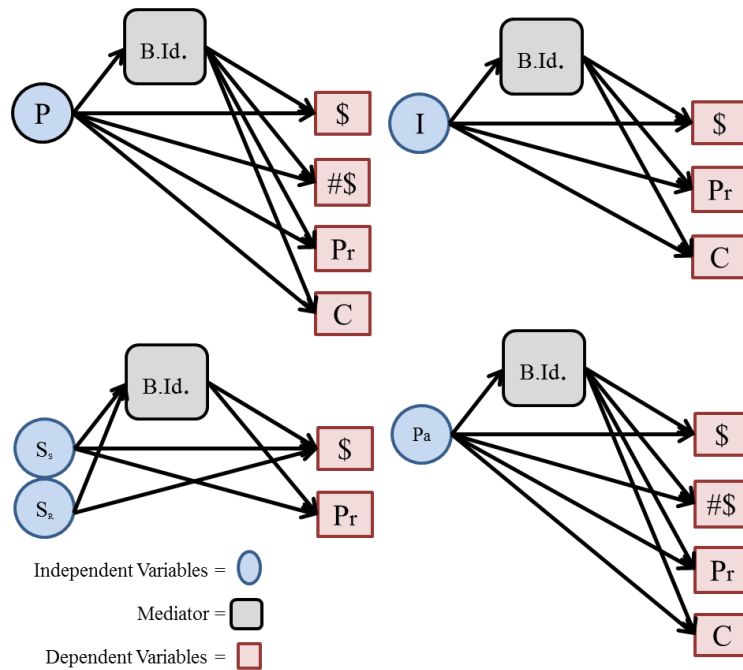 B.Id.
P
$
#$
Pr
C
B.Id.
I
$
Pr
C
B.Id.
Ss
SR
$
Pr
B.Id.
Pa
$
#$
Pr
C
Independent Variables =
Mediator =
Dependent Variables =